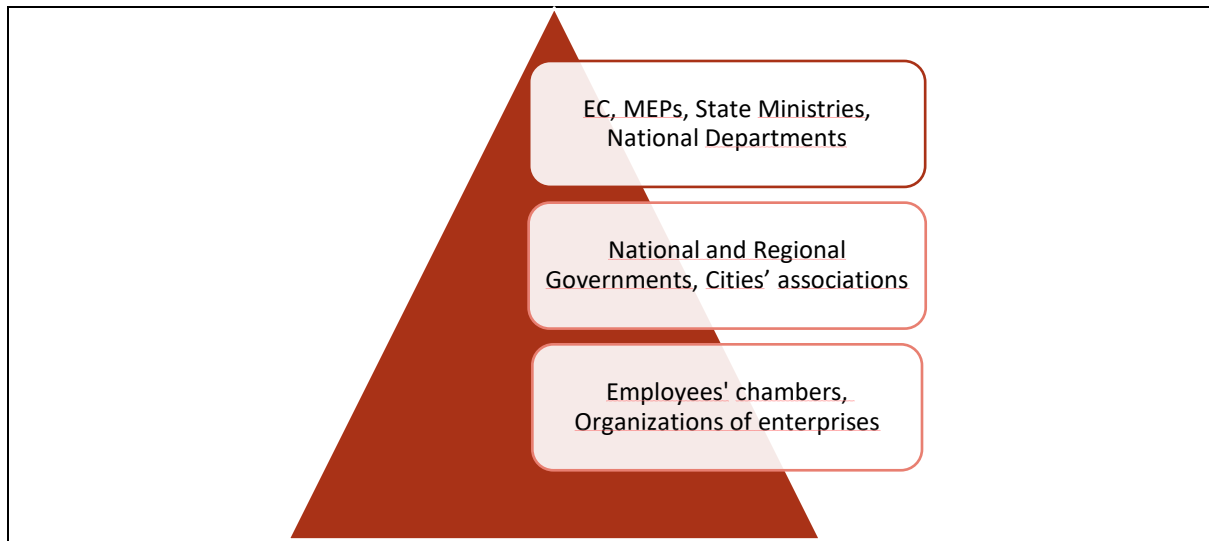 EC, MEPs, State Ministries,
National Departments
National and Regional
Governments, Cities’ associations
Employees' chambers,
Organizations of enterprises